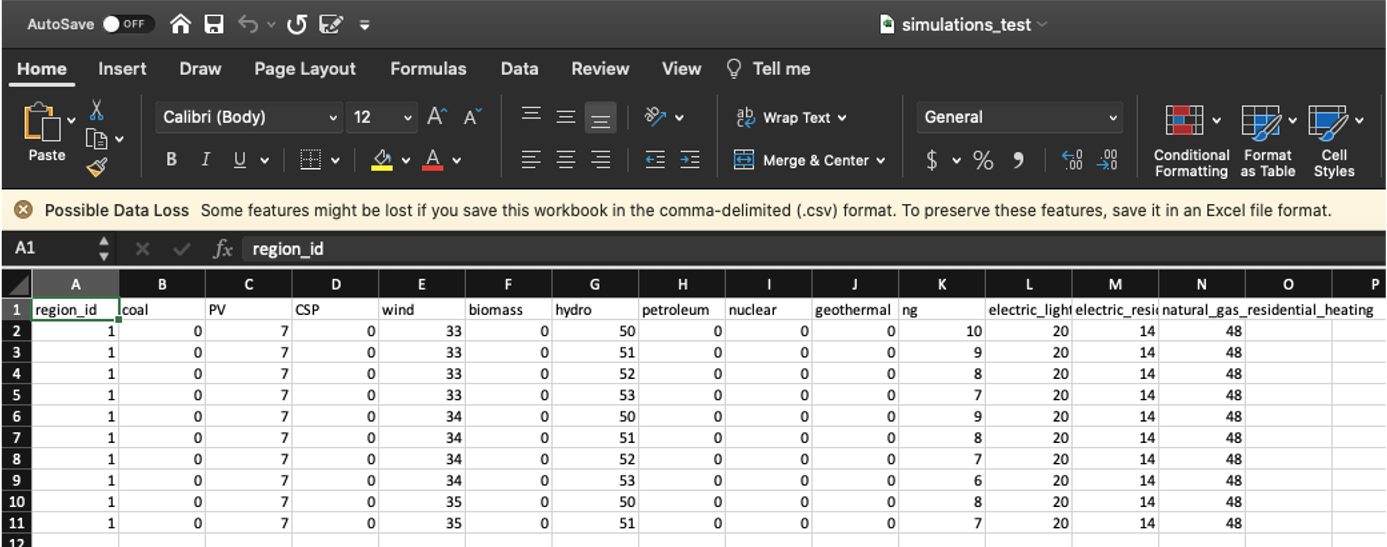 AutoSave OFF simulations_test
Home Insert Draw Page Layout Formulas Data Review View Tell me
Calibri (Body) 12 A A ab Wrap Text General
Paste B I U A Merge & Center $ % 9 .00 .00 Conditional Formatting Format as Table Cell Styles
Possible Data Loss Some features might be lost if you save this workbook in the comma-delimited (.csv) format. To preserve these features, save it in an Excel file format.
A1 fx region_id
A B C D E F G H I J K L M N O P
1 region_id coal PV CSP wind biomass hydro petroleum nuclear geothermal ng electric_light electric_resi natural_gas_residential_heating
2 1 0 7 0 33 0 50 0 0 0 10 20 14 48
3 1 0 7 0 33 0 51 0 0 0 9 20 14 48
4 1 0 7 0 33 0 52 0 0 0 8 20 14 48
5 1 0 7 0 33 0 53 0 0 0 7 20 14 48
6 1 0 7 0 34 0 50 0 0 0 9 20 14 48
7 1 0 7 0 34 0 51 0 0 0 8 20 14 48
8 1 0 7 0 34 0 52 0 0 0 7 20 14 48
9 1 0 7 0 34 0 53 0 0 0 6 20 14 48
10 1 0 7 0 35 0 50 0 0 0 8 20 14 48
11 1 0 7 0 35 0 51 0 0 0 7 20 14 48
12